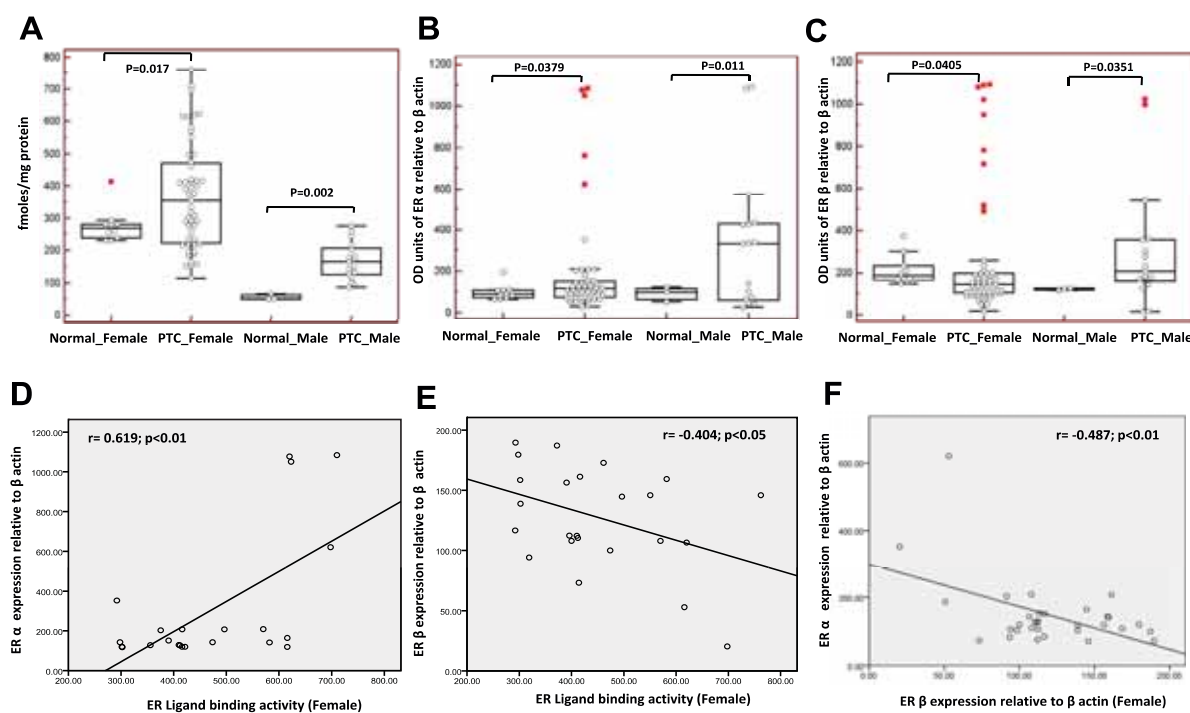 A
B
C
fmoles/mg protein
800
700
600
500
400
300
200
100
0
P=0.017
P=0.002
Normal_Female PTC_Female Normal_Male PTC_Male
OD units of ER α relative to β actin
1200
1000
800
600
400
200
0
P=0.0379
P=0.011
Normal_Female PTC_Female Normal_Male PTC_Male
OD units of ER β relative to β actin
1200
1000
800
600
400
200
0
P=0.0405
P=0.0351
Normal_Female PTC_Female Normal_Male PTC_Male
D
E
F
ER α expression relative to β actin
1200.00
1000.00
800.00
600.00
400.00
200.00
.00
r= 0.619; p<0.01
200.00 300.00 400.00 500.00 600.00 700.00 800.00
ER Ligand binding activity (Female)
ER β expression relative to β actin
200.00
150.00
100.00
50.00
0.00
r= -0.404; p<0.05
200.00 300.00 400.00 500.00 600.00 700.00 800.00
ER Ligand binding activity (Female)
ER α expression relative to β actin
600.00
400.00
200.00
0.00
r= -0.487; p<0.01
0.00 50.00 100.00 150.00 200.00
ER β expression relative to β actin (Female)